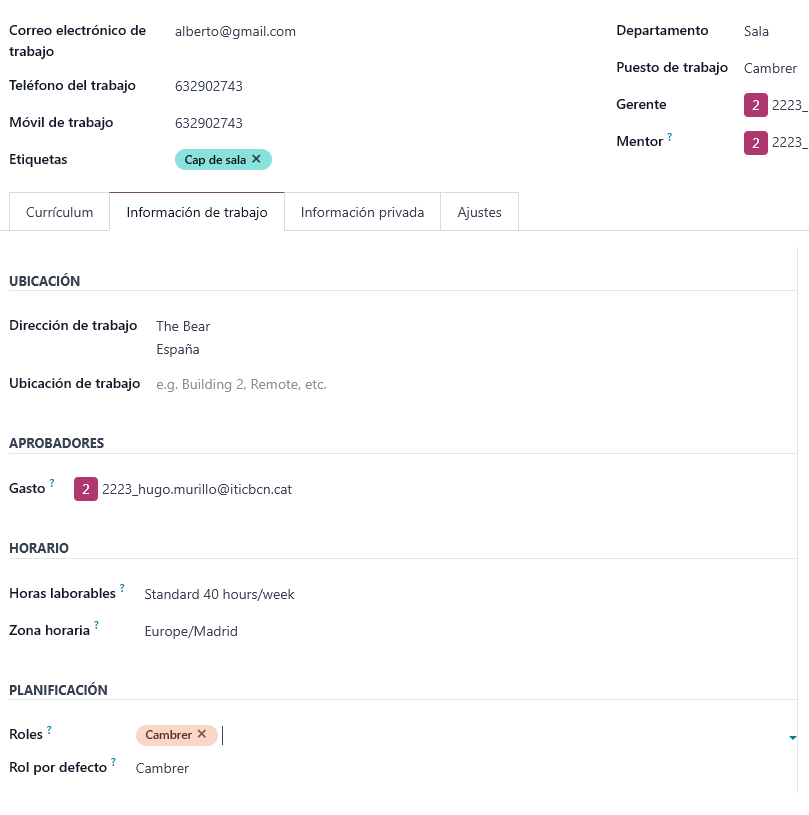 Correo electrónico de trabajo
alberto@gmail.com
Teléfono del trabajo
632902743
Móvil de trabajo
632902743
Etiquetas
Cap de sala ✕
Departamento
Sala
Puesto de trabajo
Cambrer
Gerente
2 2223_
Mentor ?
2 2223_
Currículum
Información de trabajo
Información privada
Ajustes
UBICACIÓN
Dirección de trabajo
The Bear
España
Ubicación de trabajo
e.g. Building 2, Remote, etc.
APROBADORES
Gasto ?
2 2223_hugo.murillo@iticbcn.cat
HORARIO
Horas laborables ?
Standard 40 hours/week
Zona horaria ?
Europe/Madrid
PLANIFICACIÓN
Roles ?
Cambrer ✕
Rol por defecto ?
Cambrer